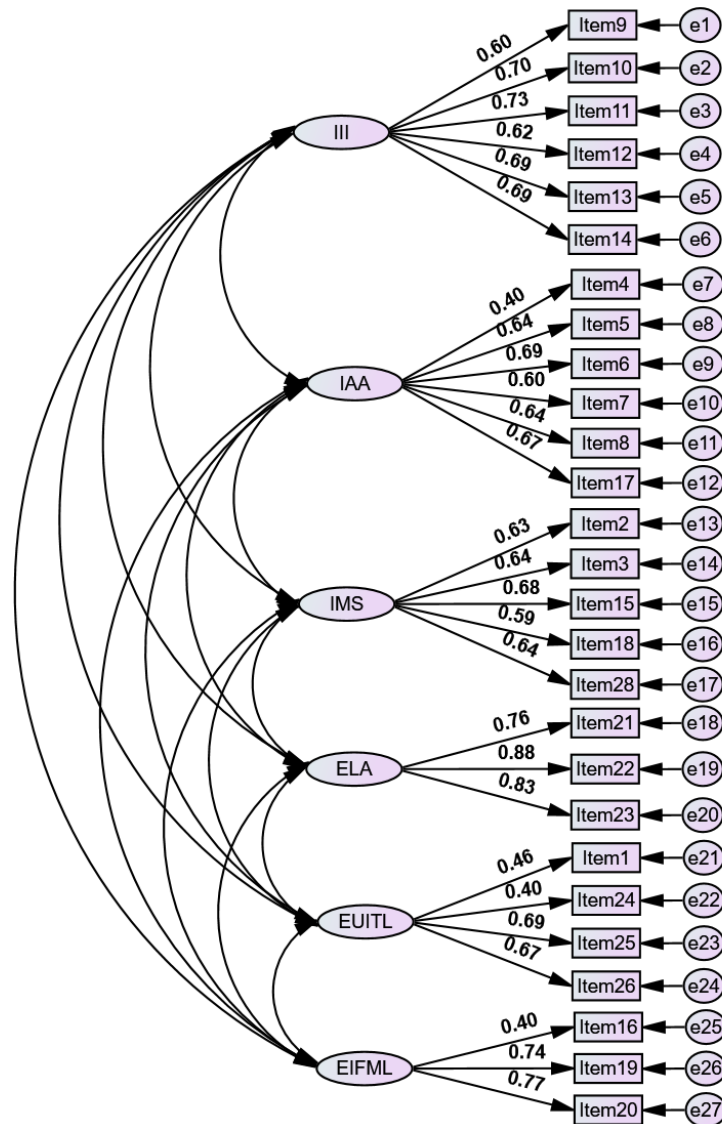 Item9 e1
0.60
Item10 e2
0.70
Item11 e3
0.73
III
Item12 e4
0.62
Item13 e5
0.69
Item14 e6
0.69
Item4 e7
0.40
Item5 e8
0.64
Item6 e9
0.69
IAA
Item7 e10
0.60
Item8 e11
0.64
Item17 e12
0.67
Item2 e13
0.63
Item3 e14
0.64
Item15 e15
0.68
IMS
Item18 e16
0.59
Item28 e17
0.64
Item21 e18
0.76
Item22 e19
0.88
ELA
Item23 e20
0.83
Item1 e21
0.46
Item24 e22
0.40
EUITL
Item25 e23
0.69
Item26 e24
0.67
Item16 e25
0.40
Item19 e26
0.74
EIFML
Item20 e27
0.77